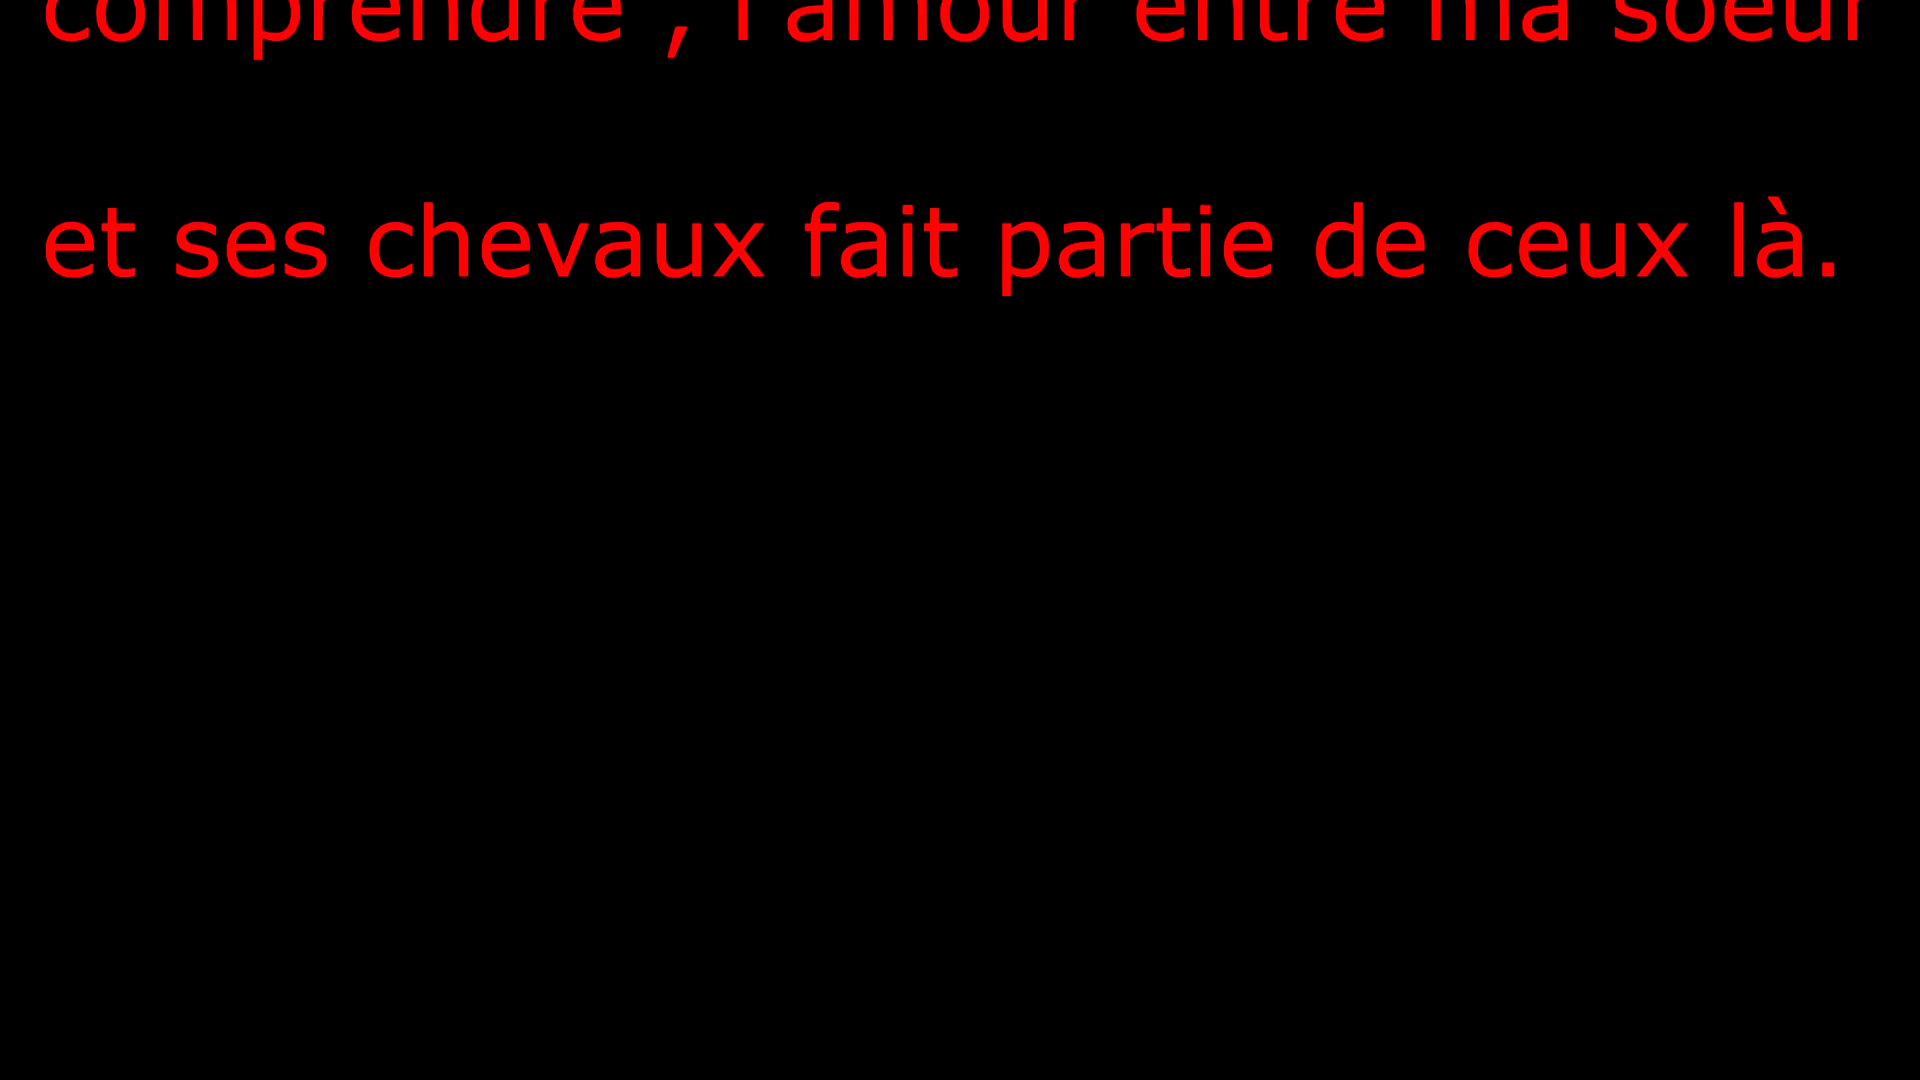 comprendre , l'amour entre ma soeur
et ses chevaux fait partie de ceux là.